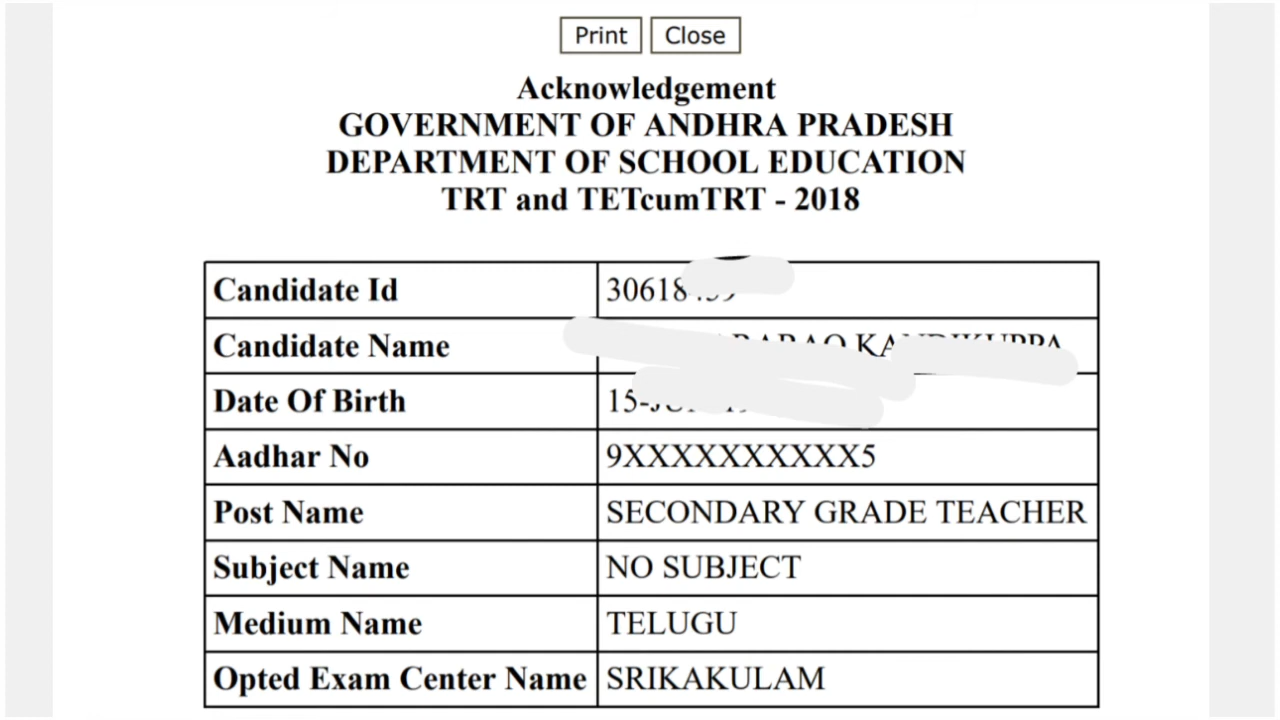 Print Close
Acknowledgement
GOVERNMENT OF ANDHRA PRADESH
DEPARTMENT OF SCHOOL EDUCATION
TRT and TETcumTRT - 2018
Candidate Id
Candidate Name
Date Of Birth
Aadhar No 9XXXXXXXXXX5
Post Name SECONDARY GRADE TEACHER
Subject Name NO SUBJECT
Medium Name TELUGU
Opted Exam Center Name SRIKAKULAM